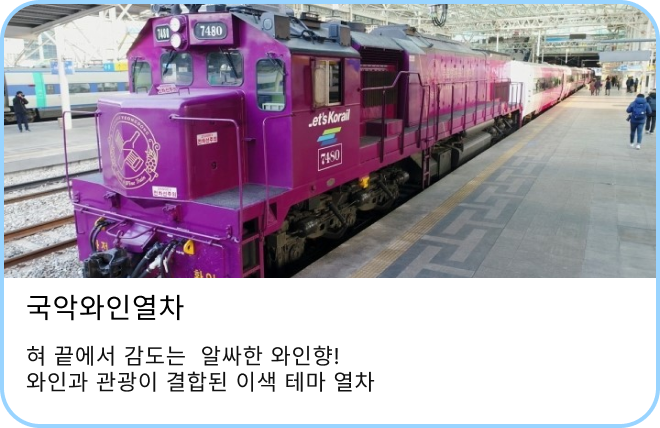 7480
7480
Let's Korail
7480
Wine Train
국악와인열차
혀 끝에서 감도는 알싸한 와인향!
와인과 관광이 결합된 이색 테마 열차